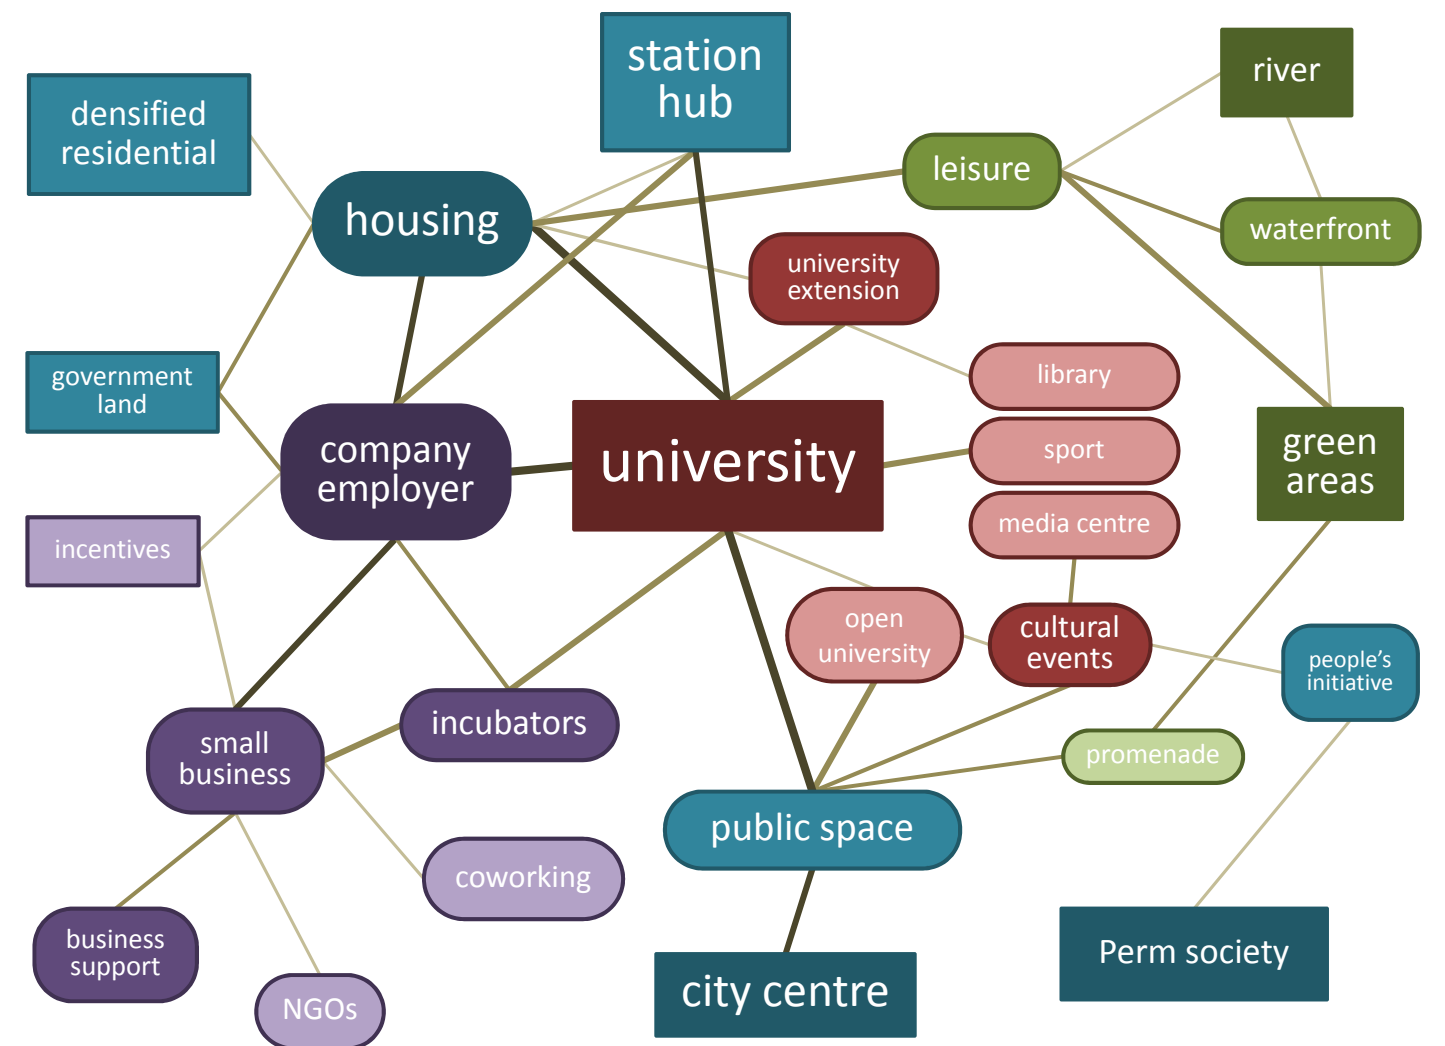 station
hub
river
densified
residential
leisure
housing
waterfront
university
extension
government
land
library
company
employer
university
sport
green
areas
media centre
incentives
open
university
cultural
events
people's
initiative
small
business
incubators
promenade
public space
coworking
business
support
NGOs
city centre
Perm society